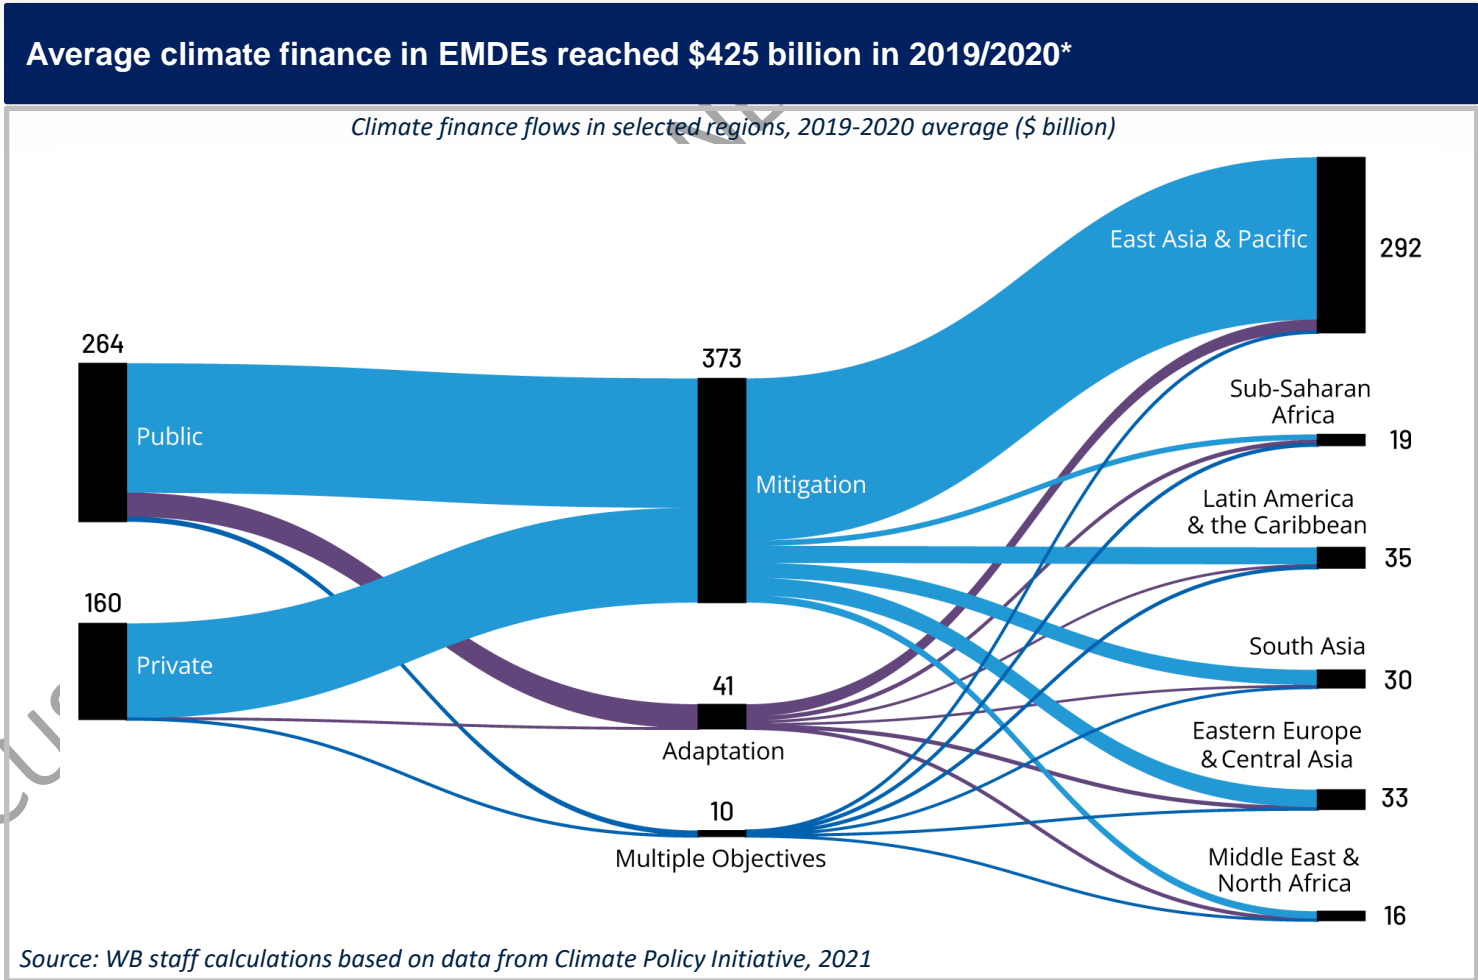 Average climate finance in EMDEs reached $425 billion in 2019/2020*
Climate finance flows in selected regions, 2019-2020 average ($ billion)
264
Public
160
Private
373
Mitigation
41
Adaptation
10
Multiple Objectives
East Asia & Pacific
292
Sub-Saharan
Africa
19
Latin America
& the Caribbean
35
South Asia
30
Eastern Europe
& Central Asia
33
Middle East &
North Africa
16
Source: WB staff calculations based on data from Climate Policy Initiative, 2021